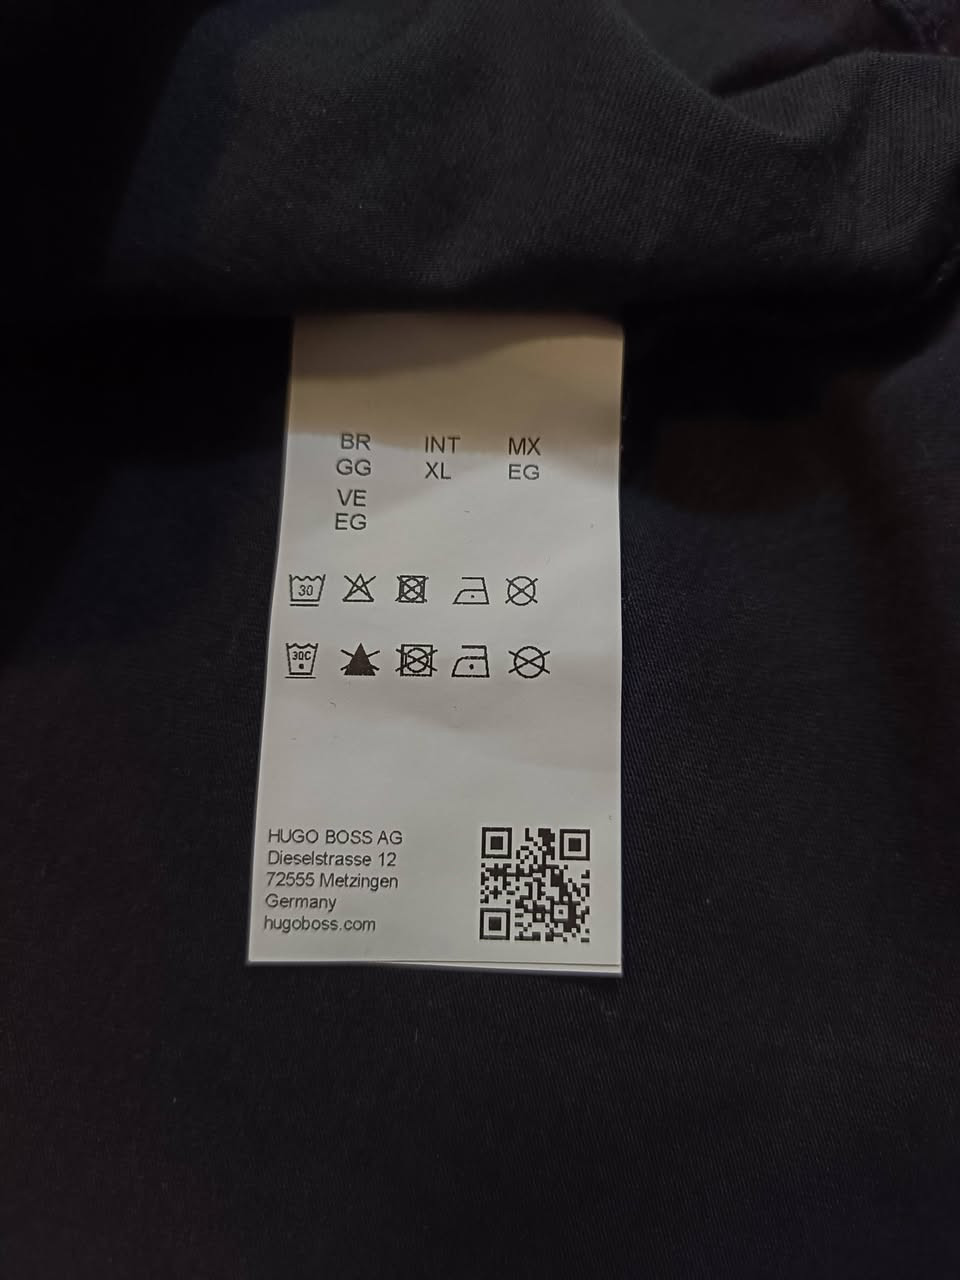 BR INT MX
GG XL EG
VE
EG
30
30C
HUGO BOSS AG
Dieselstrasse 12
72555 Metzingen
Germany
hugoboss.com